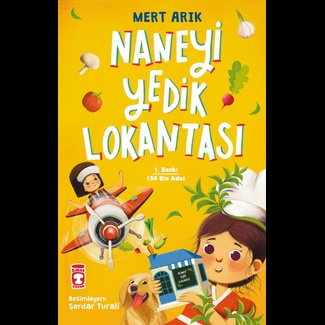 MERT ARIK
NANEYİ
YEDİK
LOKANTASI
1. Baskı
150 Bin Adet
Resimleyen:
Serdar Turali